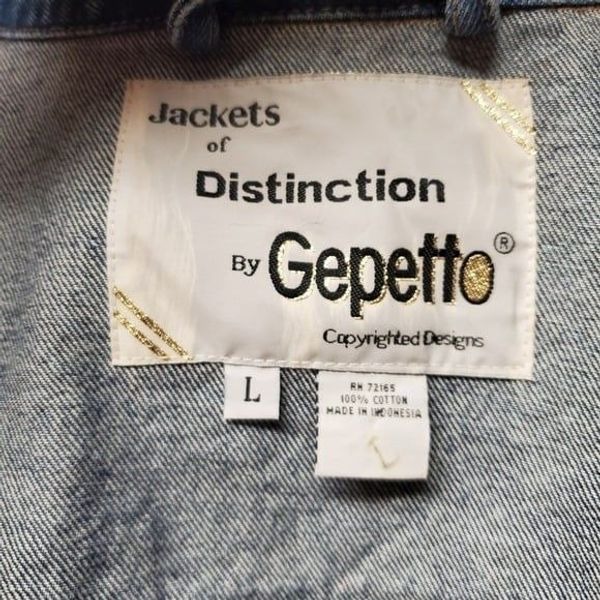 Jackets
of
Distinction
By Gepetto®
Copyrighted Designs
L
RN 72165
100% COTTON
MADE IN INDONESIA
L